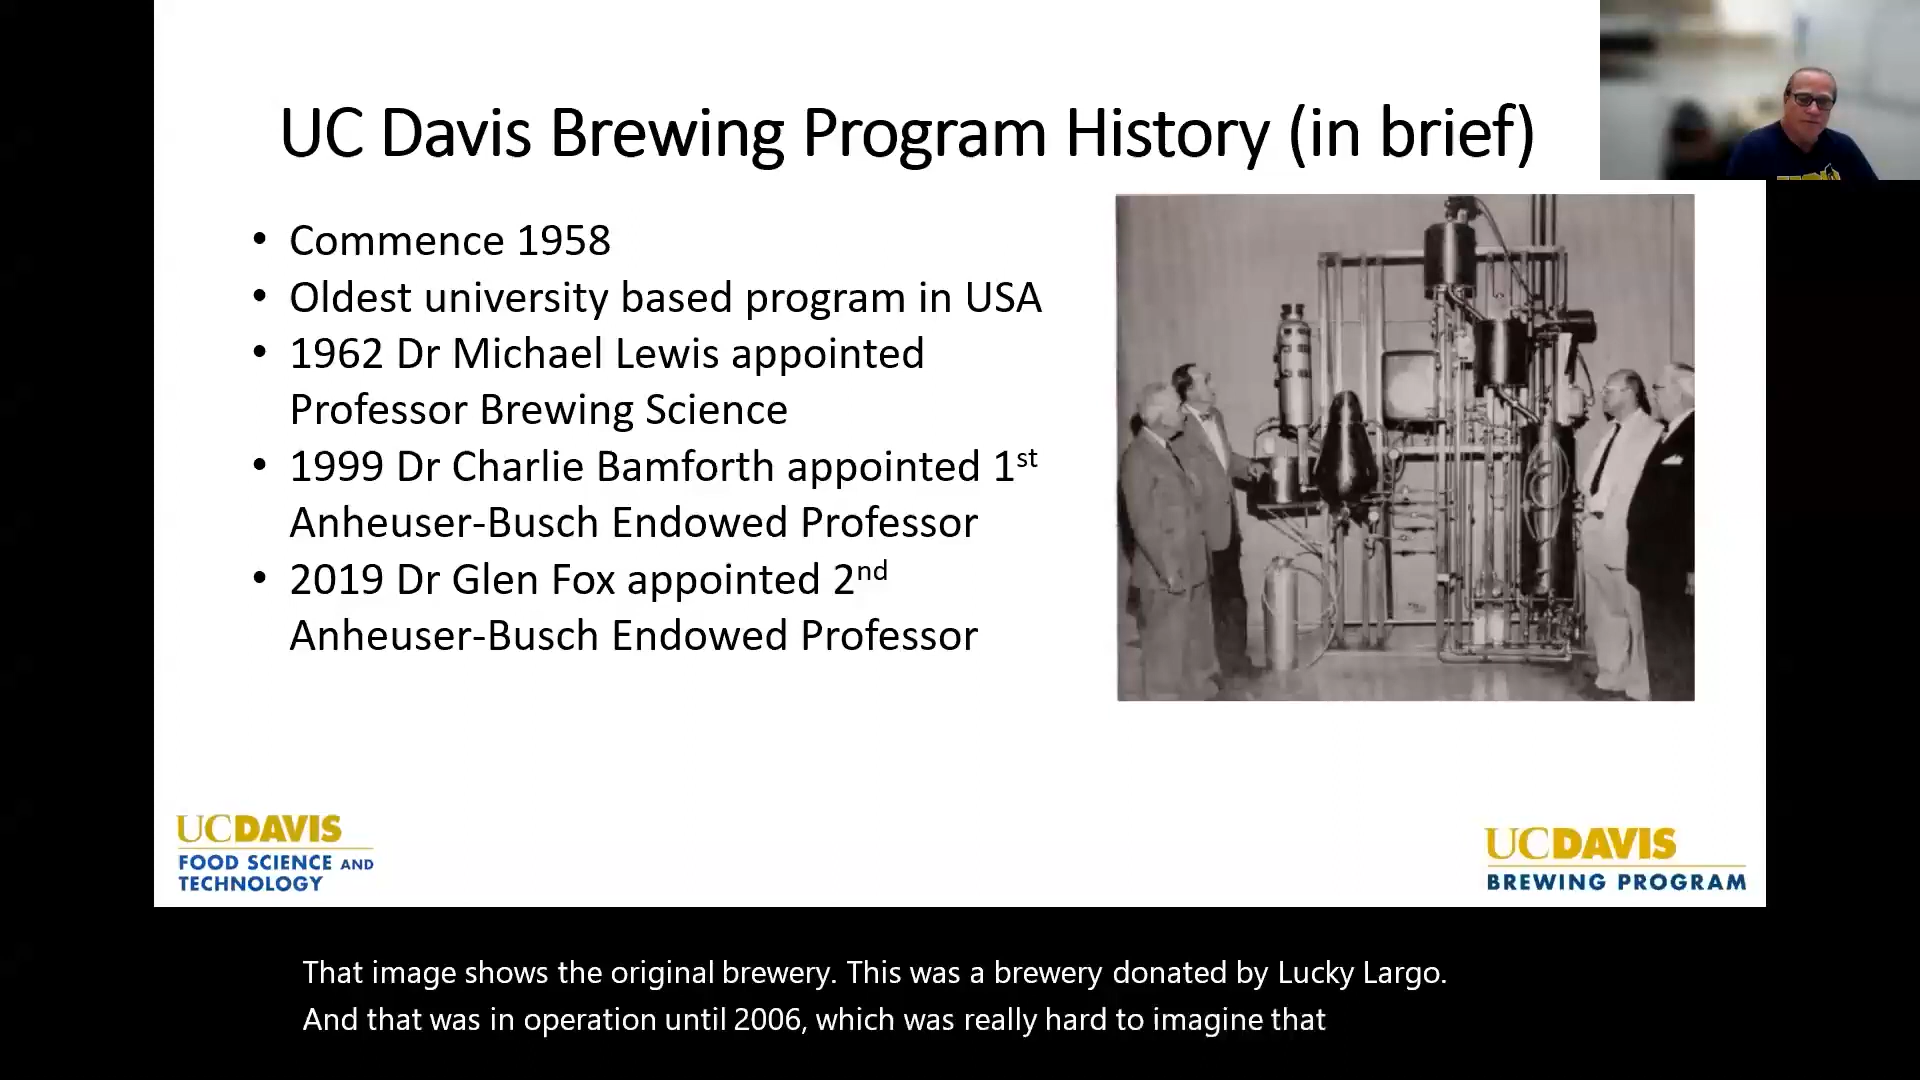 UC Davis Brewing Program History (in brief)
• Commence 1958
• Oldest university based program in USA
• 1962 Dr Michael Lewis appointed
Professor Brewing Science
• 1999 Dr Charlie Bamforth appointed 1st
Anheuser-Busch Endowed Professor
• 2019 Dr Glen Fox appointed 2nd
Anheuser-Busch Endowed Professor
UCDAVIS
FOOD SCIENCE AND
TECHNOLOGY
UCDAVIS
BREWING PROGRAM
That image shows the original brewery. This was a brewery donated by Lucky Largo.
And that was in operation until 2006, which was really hard to imagine that